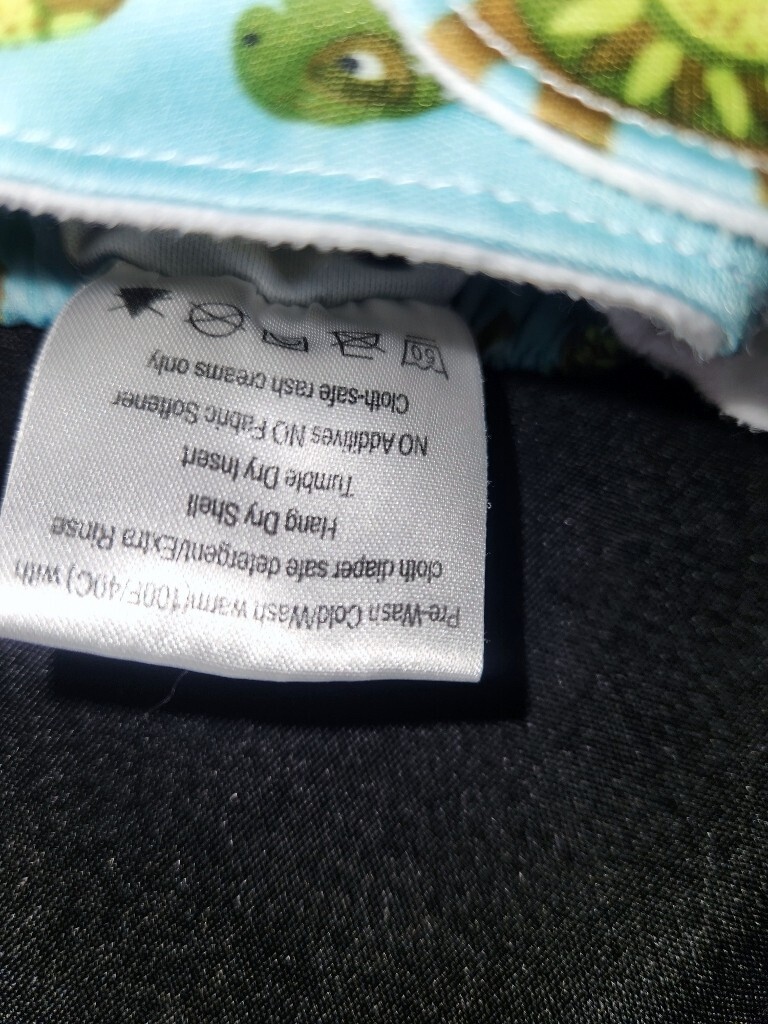 Pre-Wash Cold/Wash warm(100F/40C) with
cloth diaper safe detergent/Extra Rinse
Hang Dry Shell
Tumble Dry Insert
NO Additives NO Fabric Softener
Cloth-safe rash creams only
60